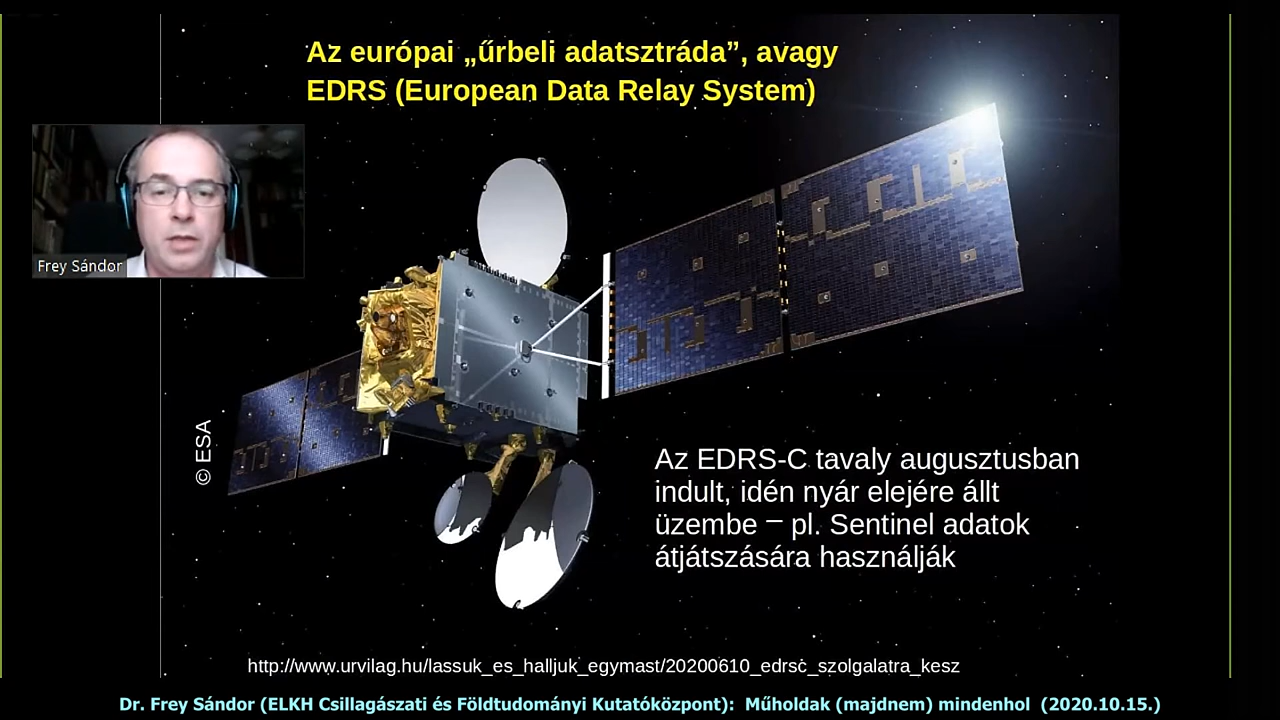 Az európai „űrbeli adatsztráda”, avagy
EDRS (European Data Relay System)
Frey Sándor
© ESA
Az EDRS-C tavaly augusztusban
indult, idén nyár elejére állt
üzembe – pl. Sentinel adatok
átjátszására használják
http://www.urvilag.hu/lassuk_es_halljuk_egymast/20200610_edrsc_szolgalatra_kesz
Dr. Frey Sándor (ELKH Csillagászati és Földtudományi Kutatóközpont): Műholdak (majdnem) mindenhol (2020.10.15.)